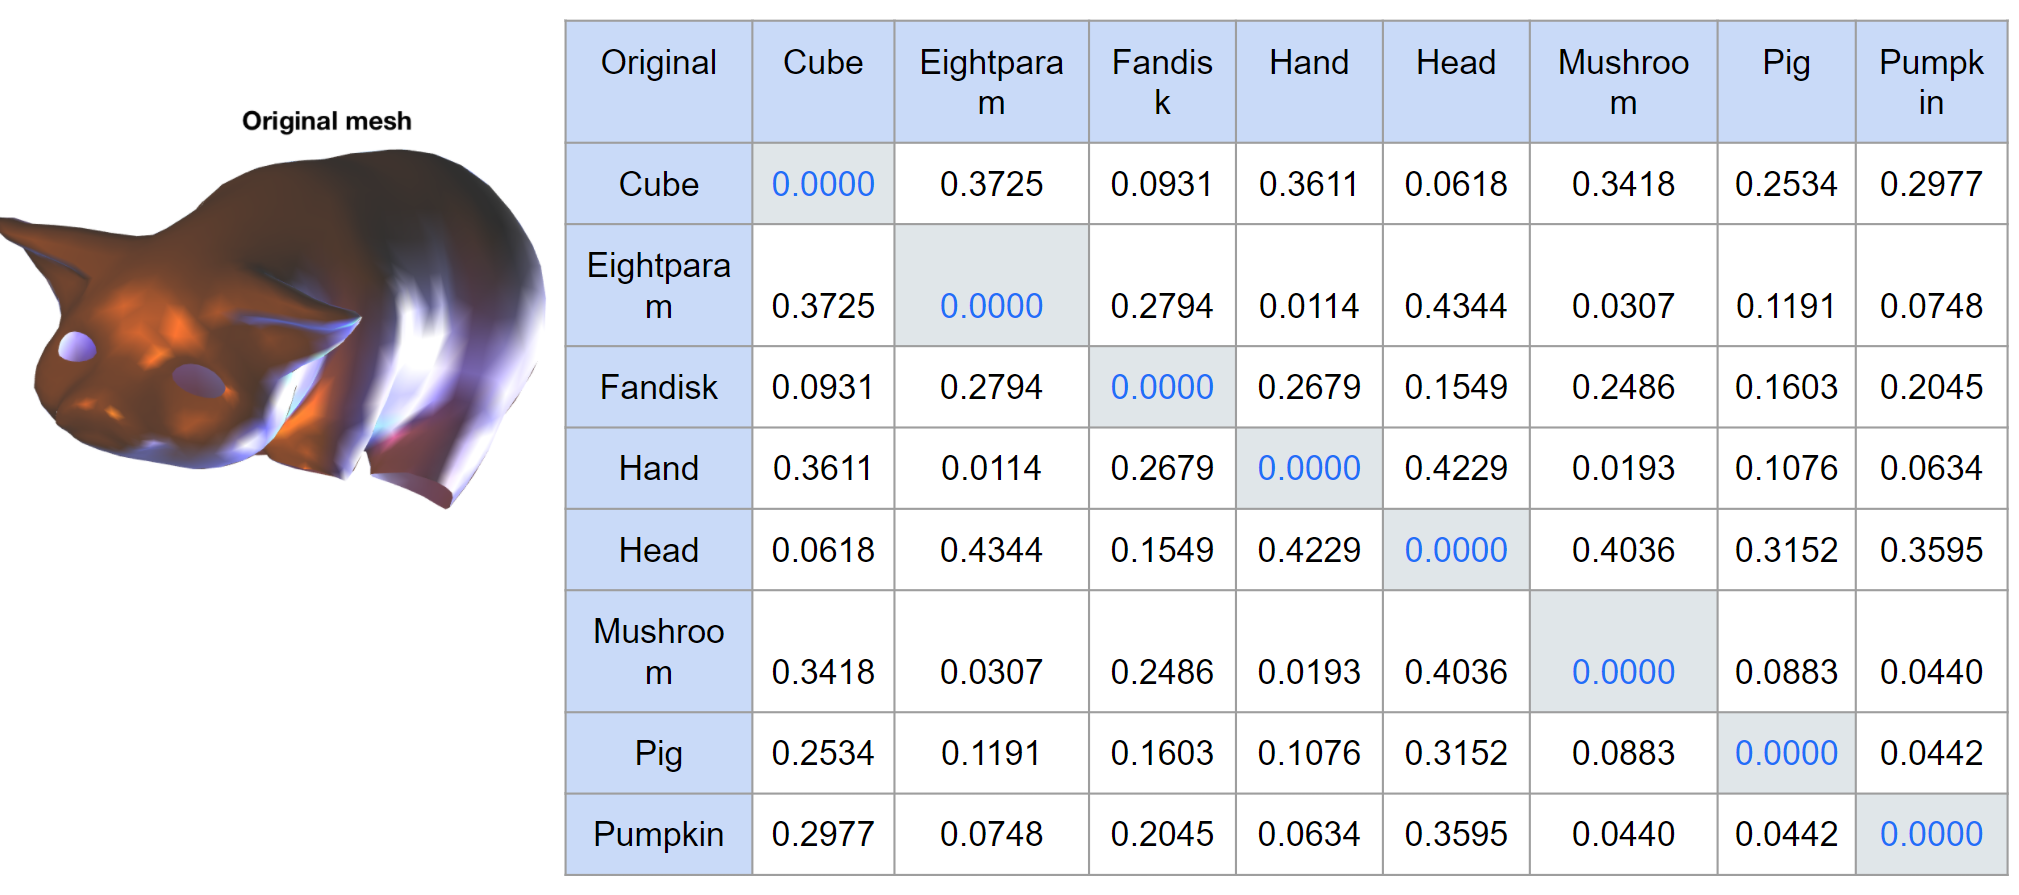 Original mesh
Original Cube Eightpara Fandis Hand Head Mushroo Pig Pumpk
m k m in
Cube 0.0000 0.3725 0.0931 0.3611 0.0618 0.3418 0.2534 0.2977
Eightpara
m 0.3725 0.0000 0.2794 0.0114 0.4344 0.0307 0.1191 0.0748
Fandisk 0.0931 0.2794 0.0000 0.2679 0.1549 0.2486 0.1603 0.2045
Hand 0.3611 0.0114 0.2679 0.0000 0.4229 0.0193 0.1076 0.0634
Head 0.0618 0.4344 0.1549 0.4229 0.0000 0.4036 0.3152 0.3595
Mushroo
m 0.3418 0.0307 0.2486 0.0193 0.4036 0.0000 0.0883 0.0440
Pig 0.2534 0.1191 0.1603 0.1076 0.3152 0.0883 0.0000 0.0442
Pumpkin 0.2977 0.0748 0.2045 0.0634 0.3595 0.0440 0.0442 0.0000